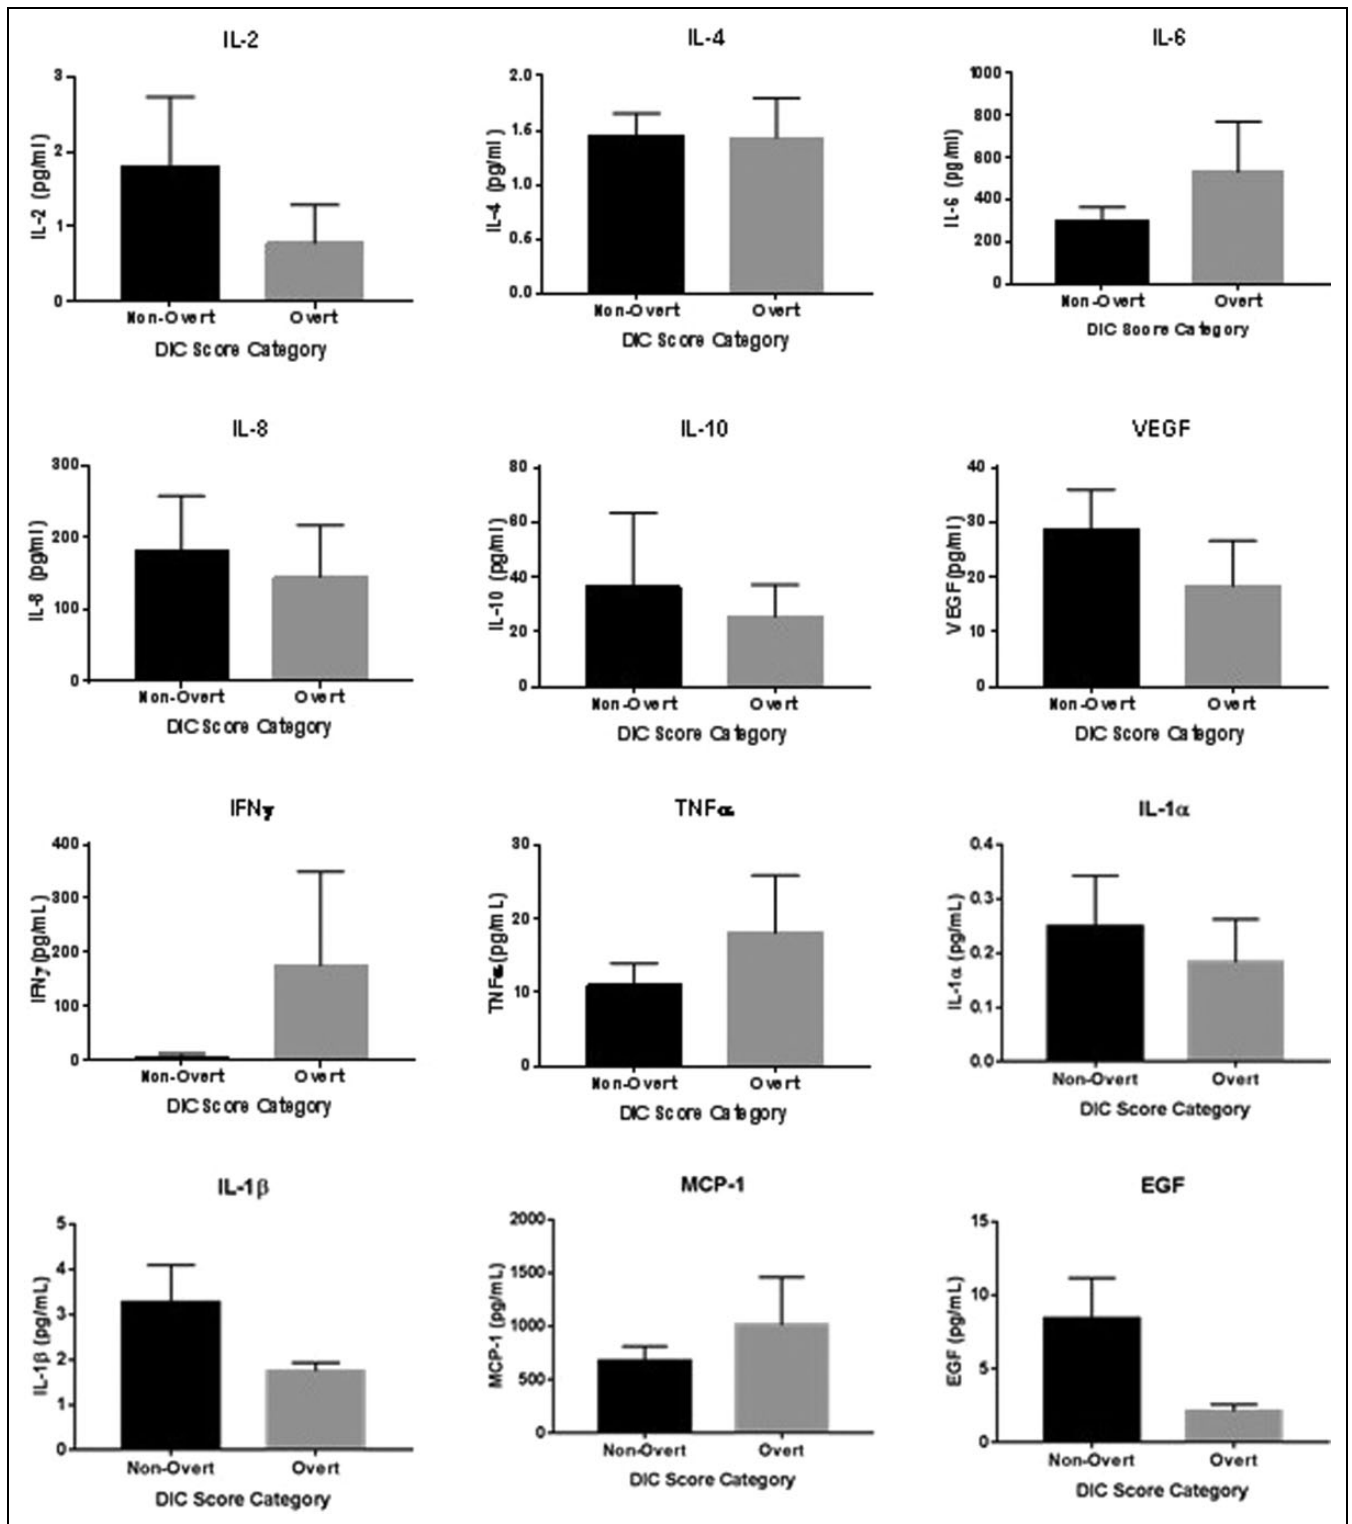 IL-2
IL-4
IL-6
3
2
1
0
IL-2 (pg/ml)
Non-Overt
Overt
DIC Score Category
2.0
1.5
1.0
0.5
0.0
IL-4 (pg/ml)
Non-Overt
Overt
DIC Score Category
1000
800
600
400
200
0
IL-6 (pg/ml)
Non-Overt
Overt
DIC Score Category
IL-8
IL-10
VEGF
300
200
100
0
IL-8 (pg/ml)
Non-Overt
Overt
DIC Score Category
80
60
40
20
0
IL-10 (pg/ml)
Non-Overt
Overt
DIC Score Category
40
30
20
10
0
VEGF (pg/ml)
Non-Overt
Overt
DIC Score Category
IFNγ
TNFα
IL-1α
400
300
200
100
0
IFNγ (pg/mL)
Non-Overt
Overt
DIC Score Category
30
20
10
0
TNFα (pg/mL)
Non-Overt
Overt
DIC Score Category
0.4
0.3
0.2
0.1
0.0
IL-1α (pg/mL)
Non-Overt
Overt
DIC Score Category
IL-1β
MCP-1
EGF
5
4
3
2
1
0
IL-1β (pg/mL)
Non-Overt
Overt
DIC Score Category
2000
1500
1000
500
0
MCP-1 (pg/mL)
Non-Overt
Overt
DIC Score Category
15
10
5
0
EGF (pg/mL)
Non-Overt
Overt
DIC Score Category